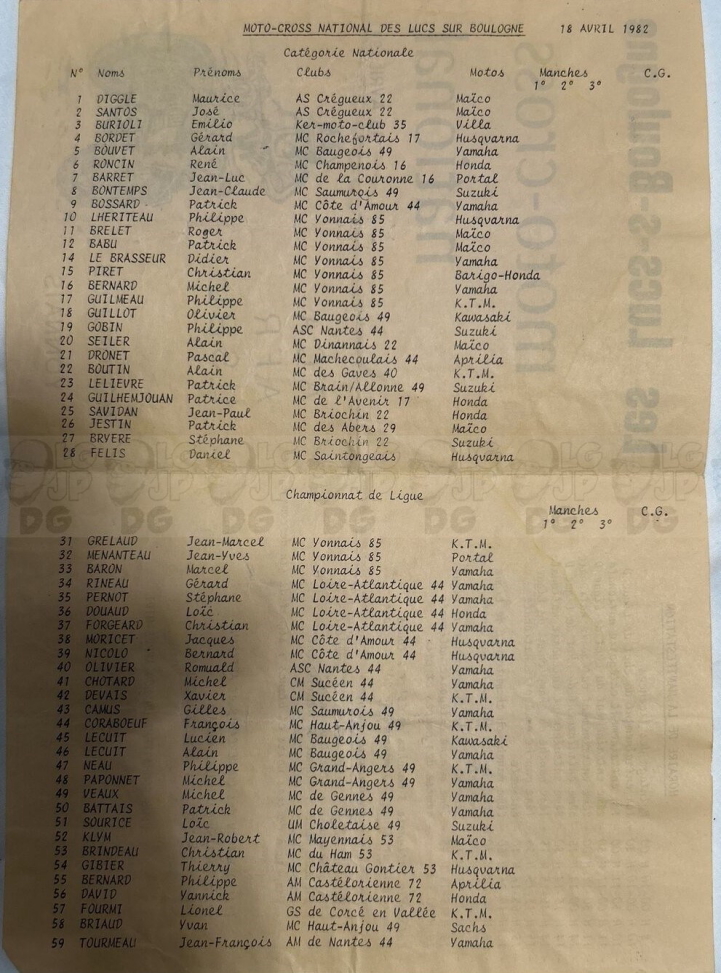 MOTO-CROSS NATIONAL DES LUCS SUR BOULOGNE 18 AVRIL 1982
Catégorie Nationale
N° Noms Prénoms Clubs Motos Manches C.G.
1° 2° 3°
1 DIGGLE Maurice AS Crégueux 22 Maïco
2 SANTOS José AS Crégueux 22 Maïco
3 BURIOLI Emilio Ker-moto-club 35 Villa
4 BORDET Gérard MC Rochefortais 17 Husqvarna
5 BOUVET Alain MC Baugeois 49 Yamaha
6 RONCIN René MC Champenois 16 Honda
7 BARRET Jean-Luc MC de la Couronne 16 Portal
8 BONTEMPS Jean-Claude MC Saumurois 49 Suzuki
9 BOSSARD Patrick MC Côte d'Amour 44 Yamaha
10 LHERITEAU Philippe MC Yonnais 85 Husqvarna
11 BRELET Roger MC Yonnais 85 Maïco
12 BABU Patrick MC Yonnais 85 Maïco
14 LE BRASSEUR Didier MC Yonnais 85 Yamaha
15 PIRET Christian MC Yonnais 85 Barigo-Honda
16 BERNARD Michel MC Yonnais 85 Yamaha
17 GUILMEAU Philippe MC Yonnais 85 K.T.M.
18 GUILLOT Olivier MC Baugeois 49 Kawasaki
19 GOBIN Philippe ASC Nantes 44 Suzuki
20 SEILER Alain MC Dinannais 22 Maïco
21 DRONET Pascal MC Machecoulais 44 Aprilia
22 BOUTIN Alain MC des Gaves 40 K.T.M.
23 LELIEVRE Patrick MC Brain/Allonne 49 Suzuki
24 GUILHEMJOUAN Patrice MC de l'Avenir 17 Honda
25 SAVIDAN Jean-Paul MC Briochin 22 Honda
26 JESTIN Patrick MC des Abers 29 Maïco
27 BRYERE Stéphane MC Briochin 22 Suzuki
28 FELIS Daniel MC Saintongeais Husqvarna
Championnat de Ligue
Manches C.G.
1° 2° 3°
31 GRELAUD Jean-Marcel MC Yonnais 85 K.T.M.
32 MENANTEAU Jean-Yves MC Yonnais 85 Portal
33 BARON Marcel MC Yonnais 85 Yamaha
34 RINEAU Gérard MC Loire-Atlantique 44 Yamaha
35 PERNOT Stéphane MC Loire-Atlantique 44 Yamaha
36 DOUAUD Loïc MC Loire-Atlantique 44 Honda
37 FORGEARD Christian MC Loire-Atlantique 44 Yamaha
38 MORICET Jacques MC Côte d'Amour 44 Husqvarna
39 NICOLO Bernard MC Côte d'Amour 44 Husqvarna
40 OLIVIER Romuald ASC Nantes 44 Yamaha
41 CHOTARD Michel CM Sucéen 44 Yamaha
42 DEVAIS Xavier CM Sucéen 44 K.T.M.
43 CAMUS Gilles MC Saumurois 49 Yamaha
44 CORABOEUF François MC Haut-Anjou 49 K.T.M.
45 LECUIT Lucien MC Baugeois 49 Kawasaki
46 LECUIT Alain MC Baugeois 49 Yamaha
47 NEAU Philippe MC Grand-Angers 49 K.T.M.
48 PAPONNET Michel MC Grand-Angers 49 Yamaha
49 VEAUX Michel MC de Gennes 49 Yamaha
50 BATTAIS Patrick MC de Gennes 49 Yamaha
51 SOURICE Loïc UM Choletaise 49 Suzuki
52 KLYM Jean-Robert MC Mayennais 53 Maïco
53 BRINDEAU Christian MC du Ham 53 K.T.M.
54 GIBIER Thierry MC Château Gontier 53 Husqvarna
55 BERNARD Philippe AM Castélorienne 72 Aprilia
56 DAVID Yannick AM Castélorienne 72 Honda
57 FOURMI Lionel GS de Corcé en Vallée K.T.M.
58 BRIAUD Yvan MC Haut-Anjou 49 Sachs
59 TOURMEAU Jean-François AM de Nantes 44 Yamaha